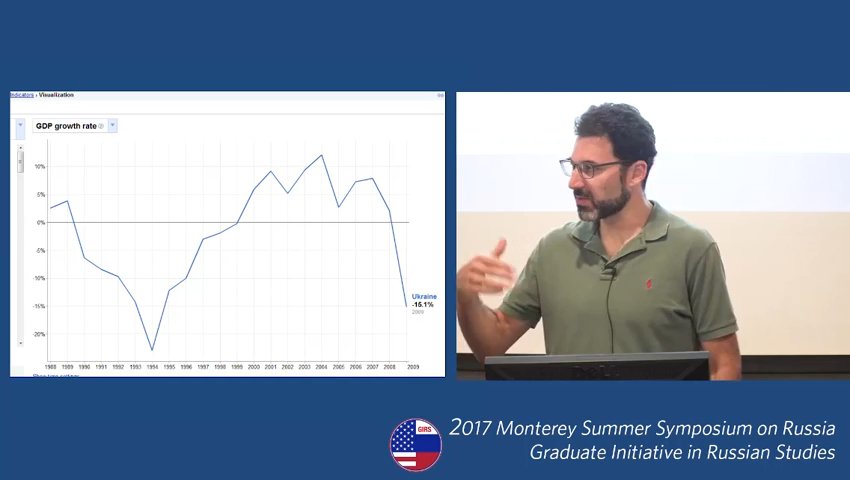 Indicators › Visualization
GDP growth rate
10%
5%
0%
-5%
-10%
-15%
-20%
Ukraine
-15.1%
2009
1988 1989 1990 1991 1992 1993 1994 1995 1996 1997 1998 1999 2000 2001 2002 2003 2004 2005 2006 2007 2008 2009
DELL
GIRS
2017 Monterey Summer Symposium on Russia
Graduate Initiative in Russian Studies